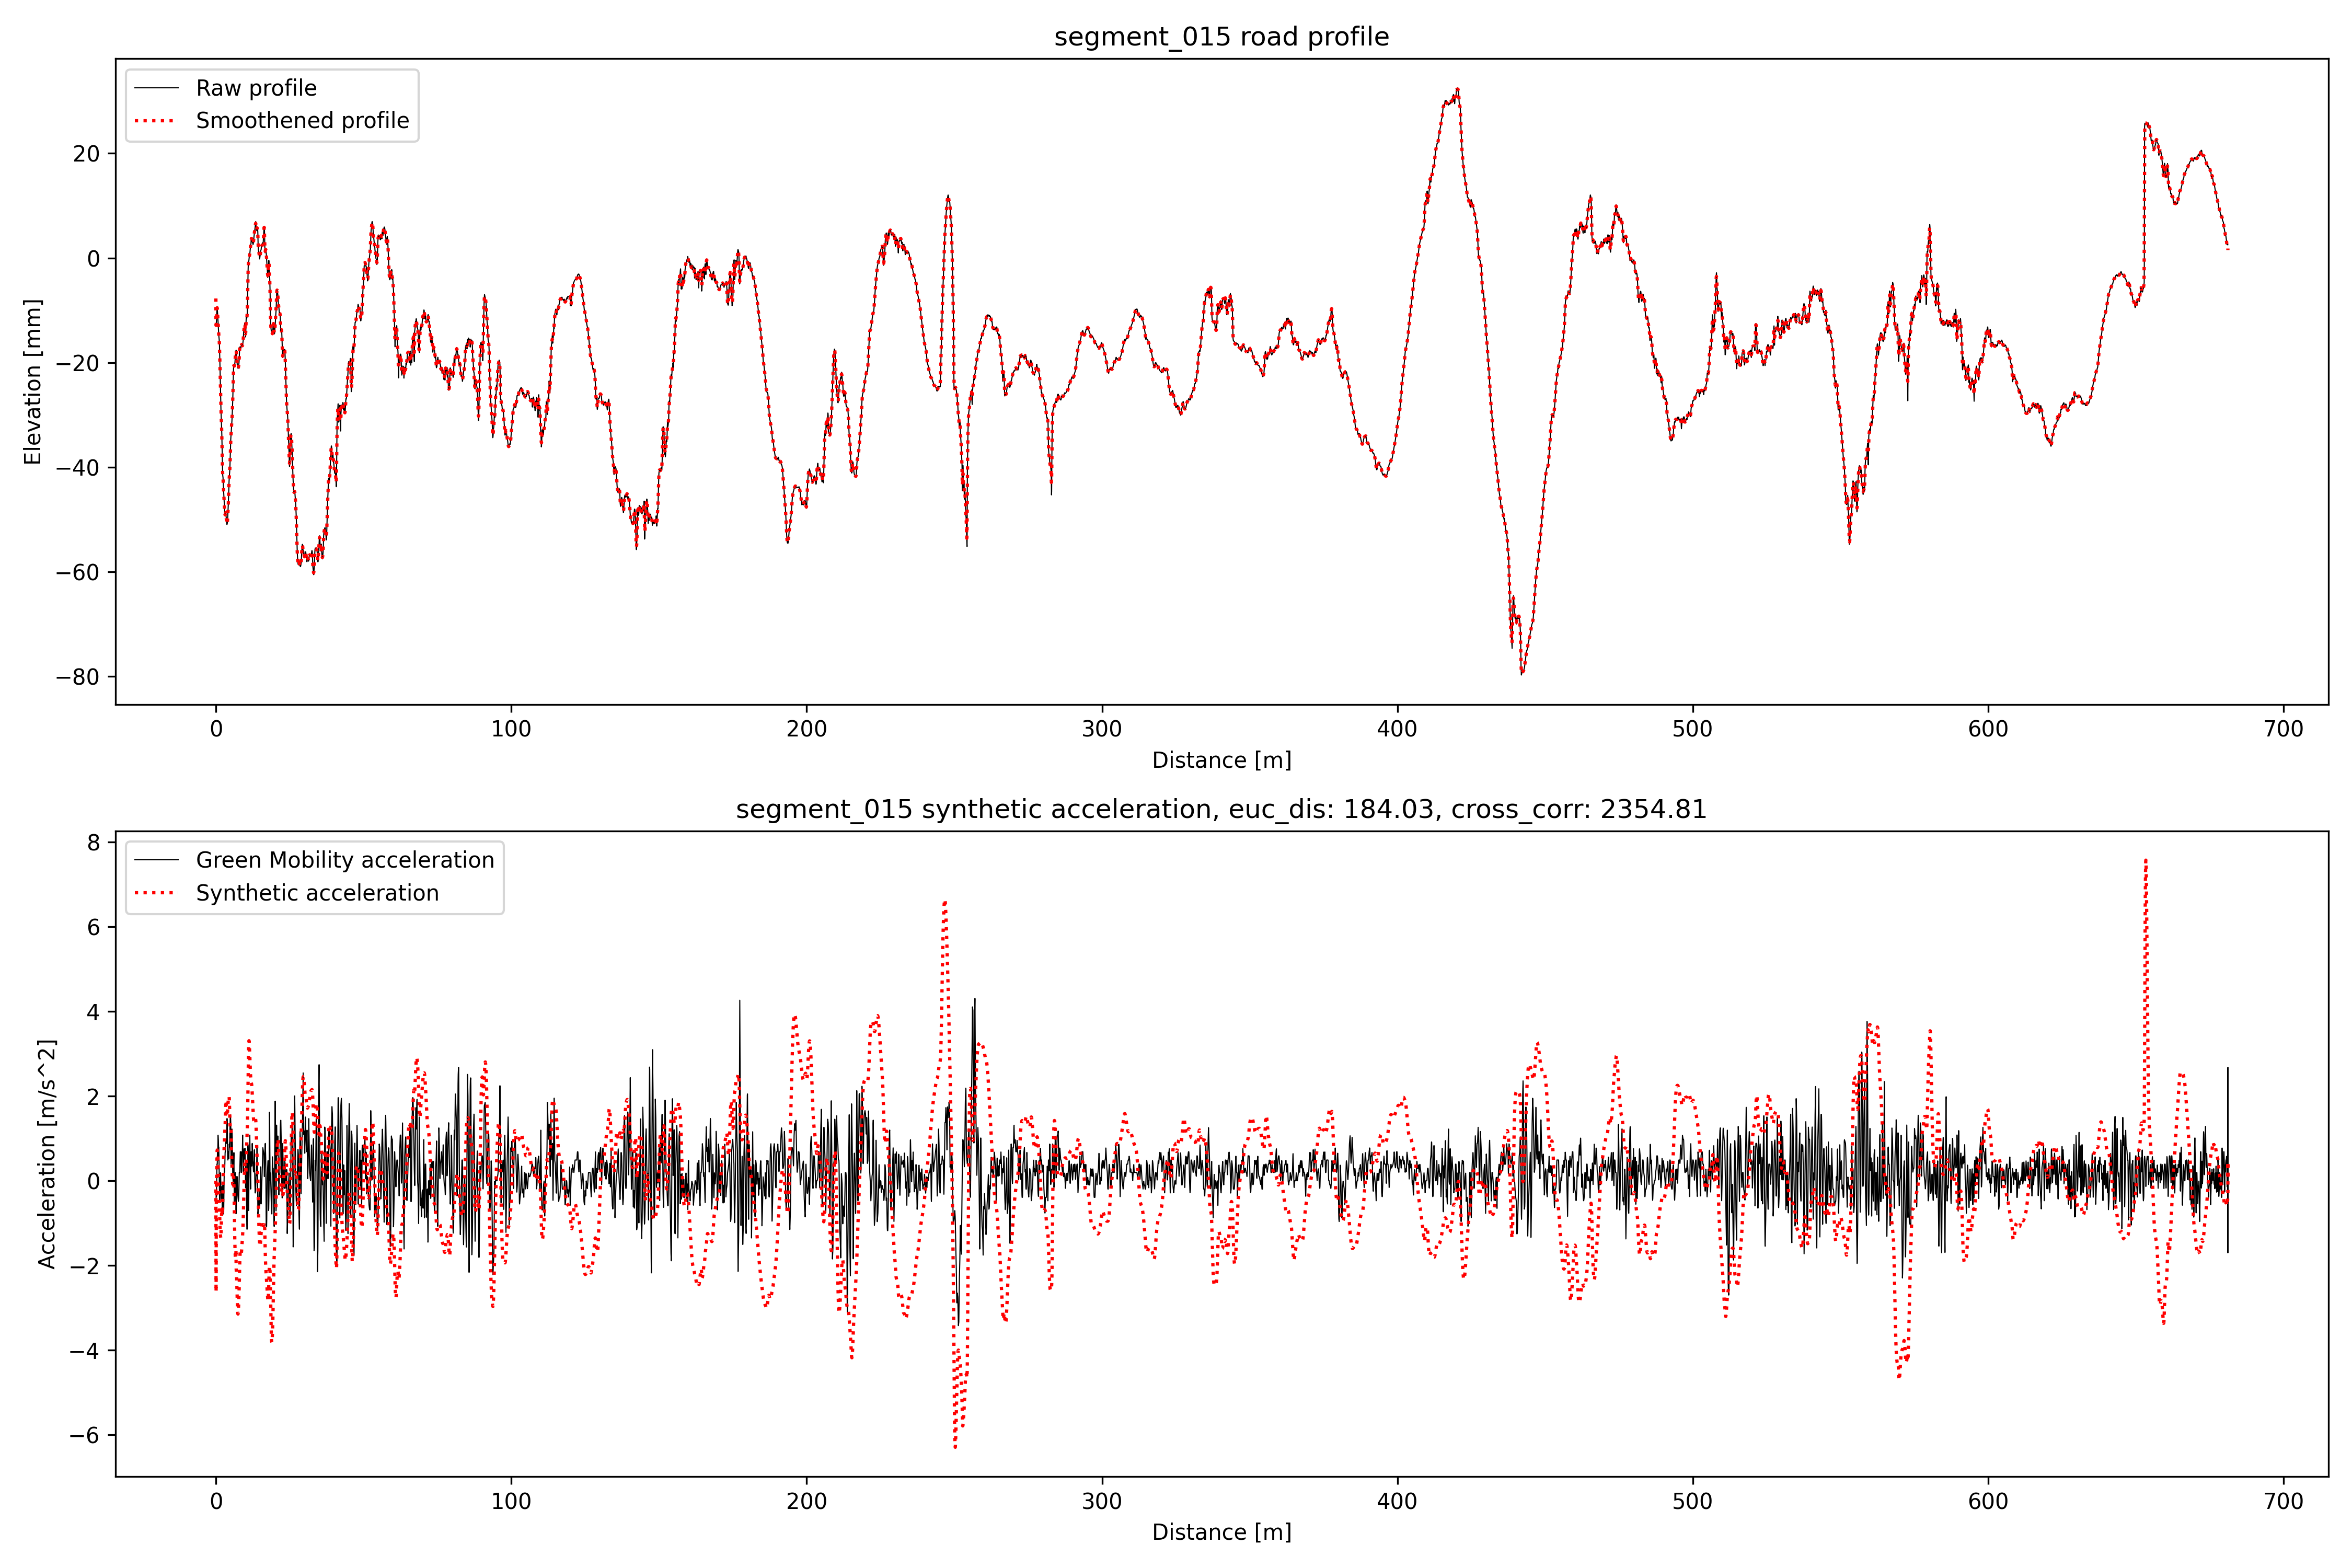 segment_015 road profile
Raw profile
Smoothened profile
Elevation [mm]
20
0
−20
−40
−60
−80
0 100 200 300 400 500 600 700
Distance [m]
segment_015 synthetic acceleration, euc_dis: 184.03, cross_corr: 2354.81
Green Mobility acceleration
Synthetic acceleration
Acceleration [m/s^2]
8
6
4
2
0
−2
−4
−6
0 100 200 300 400 500 600 700
Distance [m]